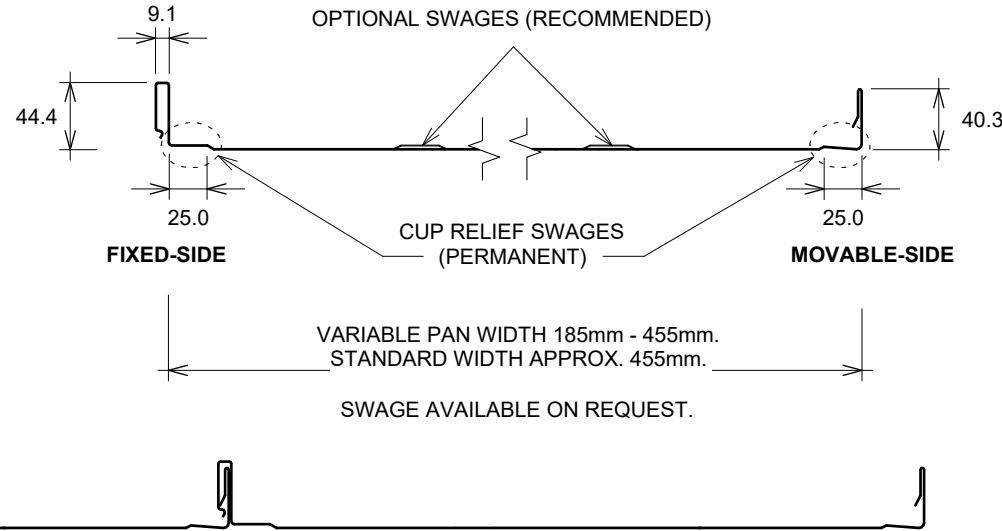 9.1
OPTIONAL SWAGES (RECOMMENDED)
44.4
40.3
25.0
25.0
CUP RELIEF SWAGES
(PERMANENT)
FIXED-SIDE
MOVABLE-SIDE
VARIABLE PAN WIDTH 185mm - 455mm.
STANDARD WIDTH APPROX. 455mm.
SWAGE AVAILABLE ON REQUEST.